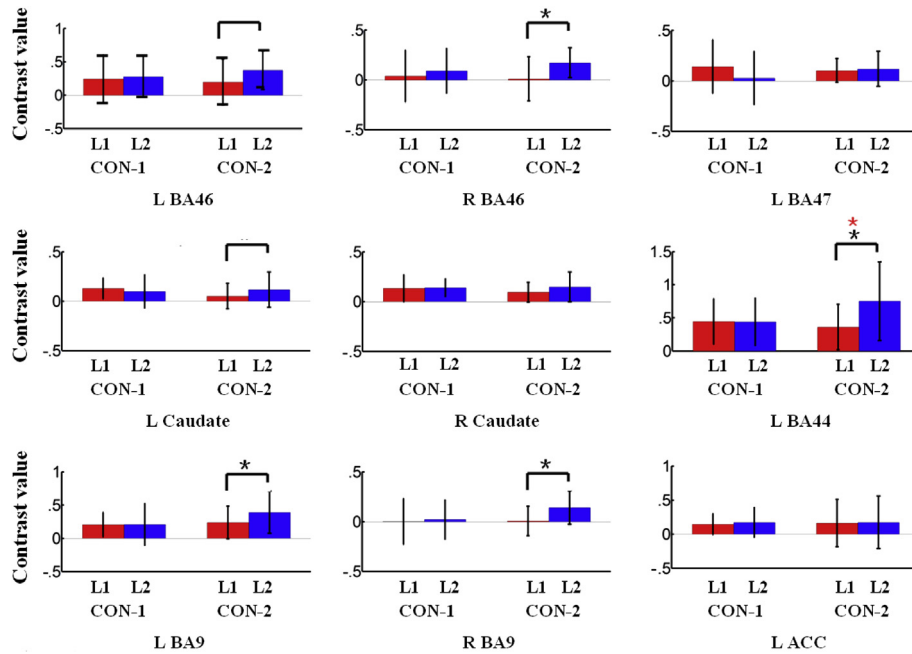 Contrast value
1
.5
0
-.5
L1 L2 L1 L2
CON-1 CON-2
L BA46
.5
0
-.5
*
L1 L2 L1 L2
CON-1 CON-2
R BA46
.5
0
-.5
L1 L2 L1 L2
CON-1 CON-2
L BA47
Contrast value
.5
0
-.5
L1 L2 L1 L2
CON-1 CON-2
L Caudate
.5
0
-.5
L1 L2 L1 L2
CON-1 CON-2
R Caudate
1.5
1
.5
0
*
*
L1 L2 L1 L2
CON-1 CON-2
L BA44
Contrast value
1
.5
0
-.5
*
L1 L2 L1 L2
CON-1 CON-2
L BA9
.5
0
-.5
*
L1 L2 L1 L2
CON-1 CON-2
R BA9
1
.5
0
-.5
L1 L2 L1 L2
CON-1 CON-2
L ACC